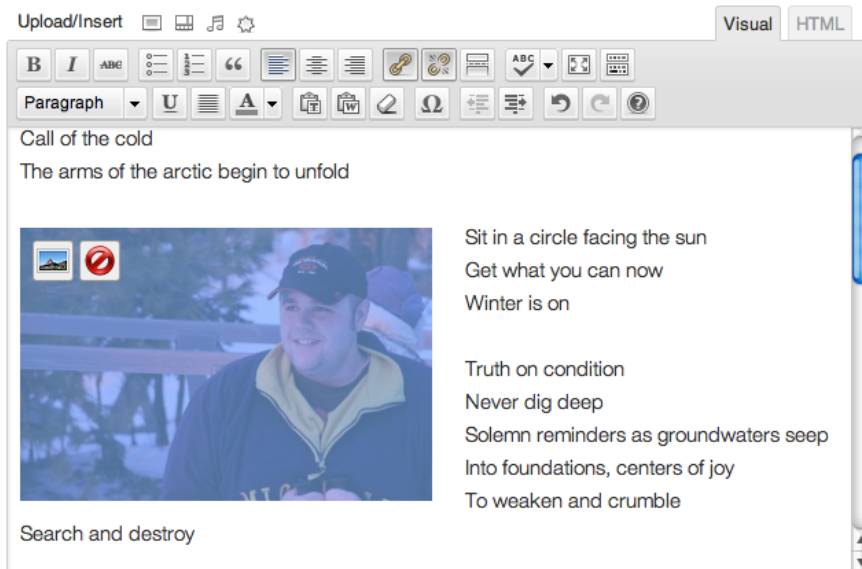 Upload/Insert
Visual
HTML
B I ABC ABC
Paragraph U A T W Ω
Call of the cold
The arms of the arctic begin to unfold
Sit in a circle facing the sun
Get what you can now
Winter is on
Truth on condition
Never dig deep
Solemn reminders as groundwaters seep
Into foundations, centers of joy
To weaken and crumble
Search and destroy